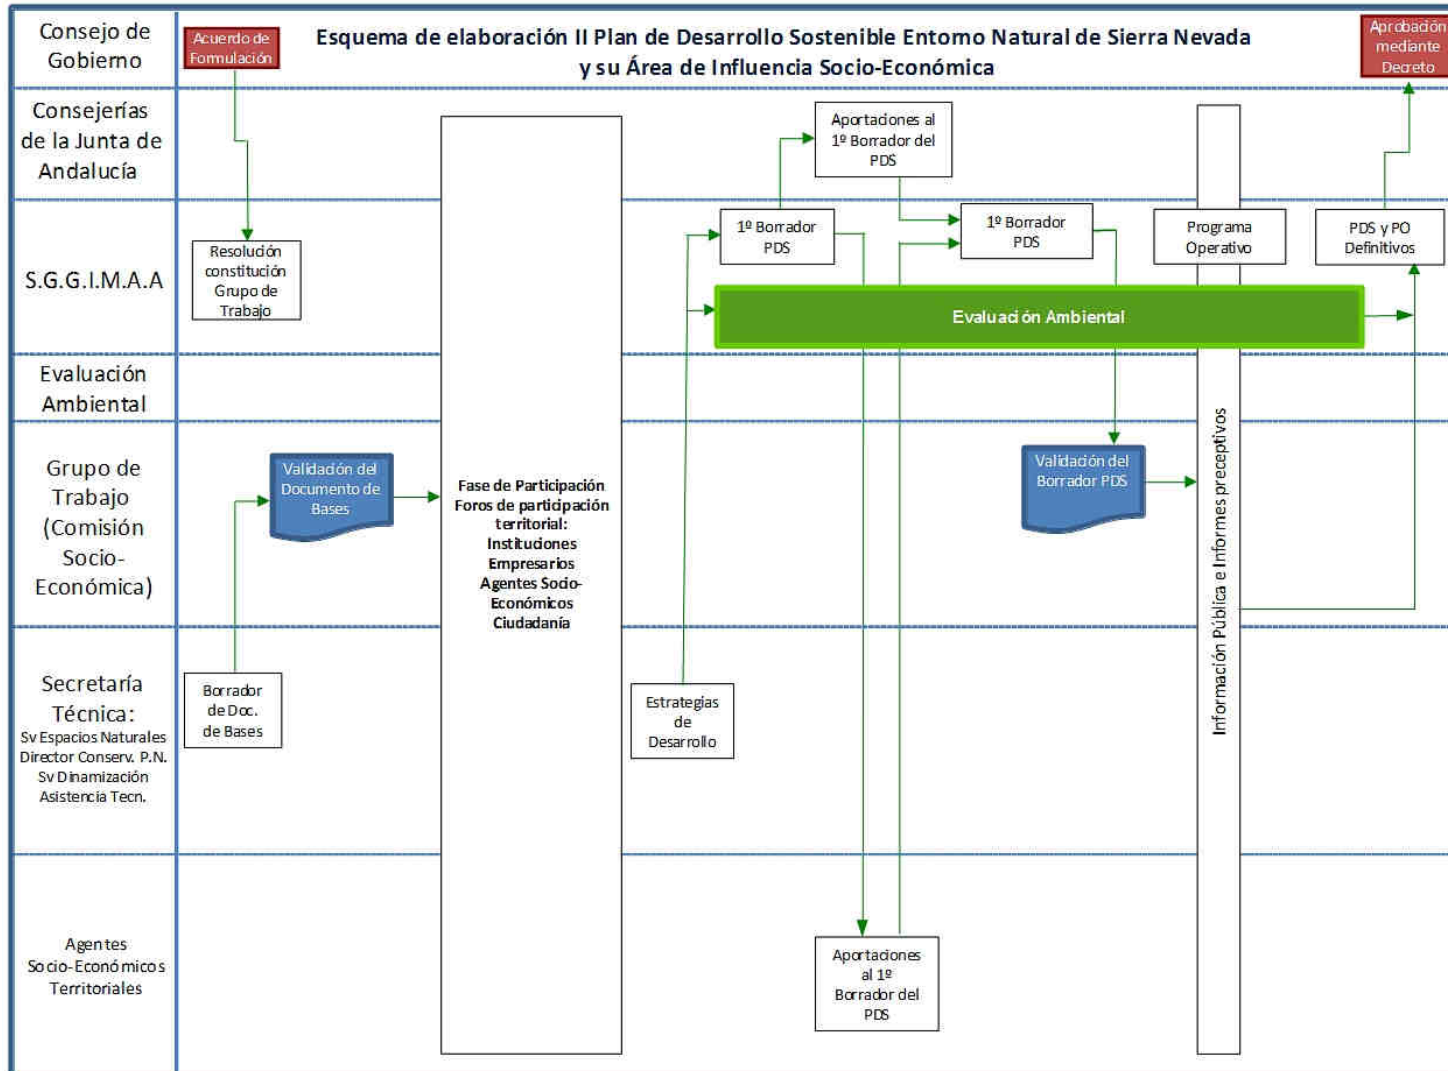 Consejo de
Gobierno
Acuerdo de
Formulación
Esquema de elaboración II Plan de Desarrollo Sostenible Entorno Natural de Sierra Nevada
y su Área de Influencia Socio-Económica
Aprobación
mediante
Decreto
Consejerías
de la Junta de
Andalucía
Aportaciones al
1º Borrador del
PDS
S.G.G.I.M.A.A
Resolución
constitución
Grupo de
Trabajo
1º Borrador
PDS
1º Borrador
PDS
Programa
Operativo
PDS y PO
Definitivos
Evaluación Ambiental
Evaluación
Ambiental
Grupo de
Trabajo
(Comisión
Socio-
Económica)
Validación del
Documento de
Bases
Fase de Participación
Foros de participación
territorial:
Instituciones
Empresarios
Agentes Socio-
Económicos
Ciudadanía
Validación del
Borrador PDS
Información Pública e Informes preceptivos
Secretaría
Técnica:
Sv Espacios Naturales
Director Conserv. P.N.
Sv Dinamización
Asistencia Tecn.
Borrador
de Doc.
de Bases
Estrategias
de
Desarrollo
Agentes
Socio-Económicos
Territoriales
Aportaciones
al 1º
Borrador del
PDS